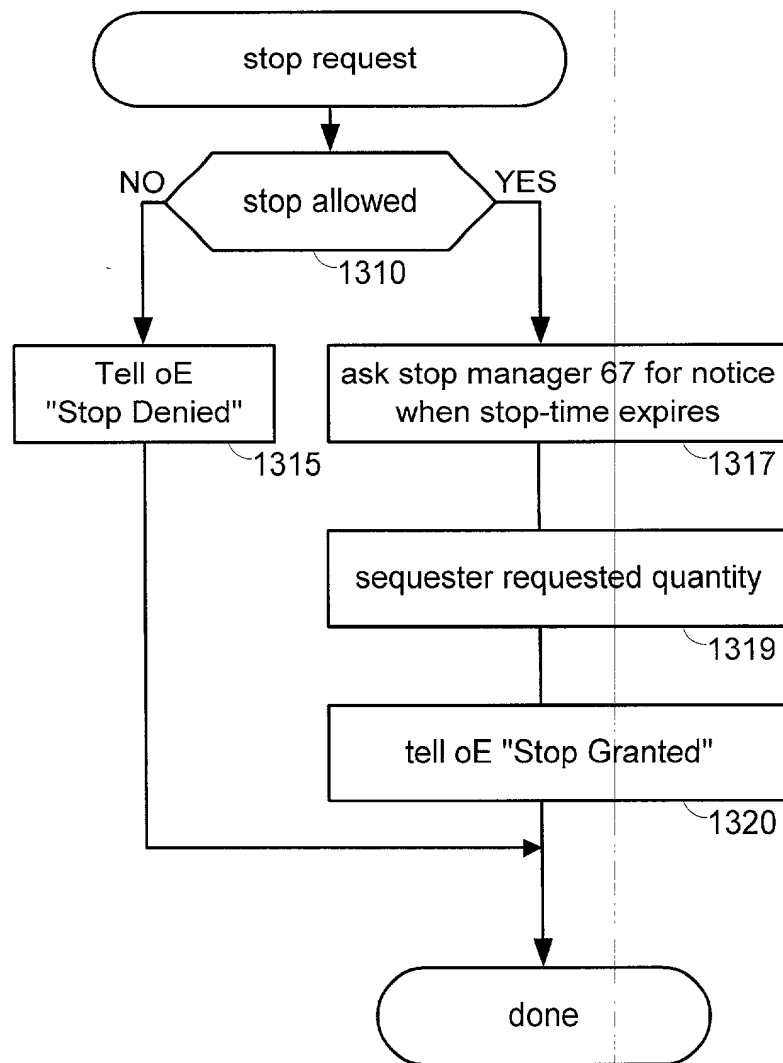 stop request
NO
YES
stop allowed
1310
Tell oE
"Stop Denied"
1315
ask stop manager 67 for notice
when stop-time expires
1317
sequester requested quantity
1319
tell oE "Stop Granted"
1320
done